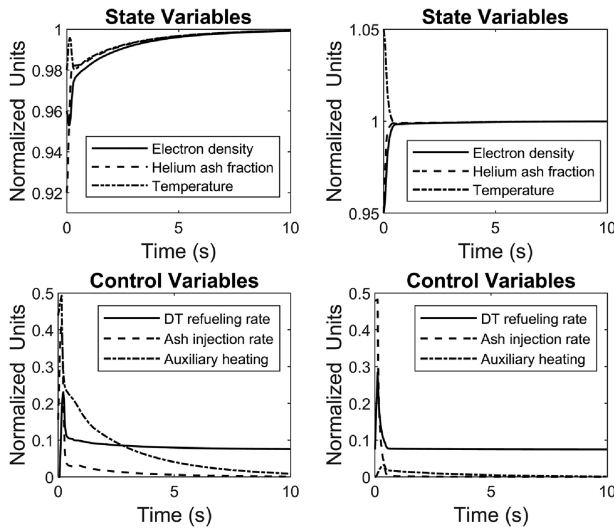 State Variables
Normalized Units
1
0.98
0.96
0.94
0.92
Electron density
Helium ash fraction
Temperature
0 5 10
Time (s)
State Variables
Normalized Units
1.05
1
0.95
Electron density
Helium ash fraction
Temperature
0 5 10
Time (s)
Control Variables
Normalized Units
0.5
0.4
0.3
0.2
0.1
0
DT refueling rate
Ash injection rate
Auxiliary heating
0 5 10
Time (s)
Control Variables
Normalized Units
0.5
0.4
0.3
0.2
0.1
0
DT refueling rate
Ash injection rate
Auxiliary heating
0 5 10
Time (s)